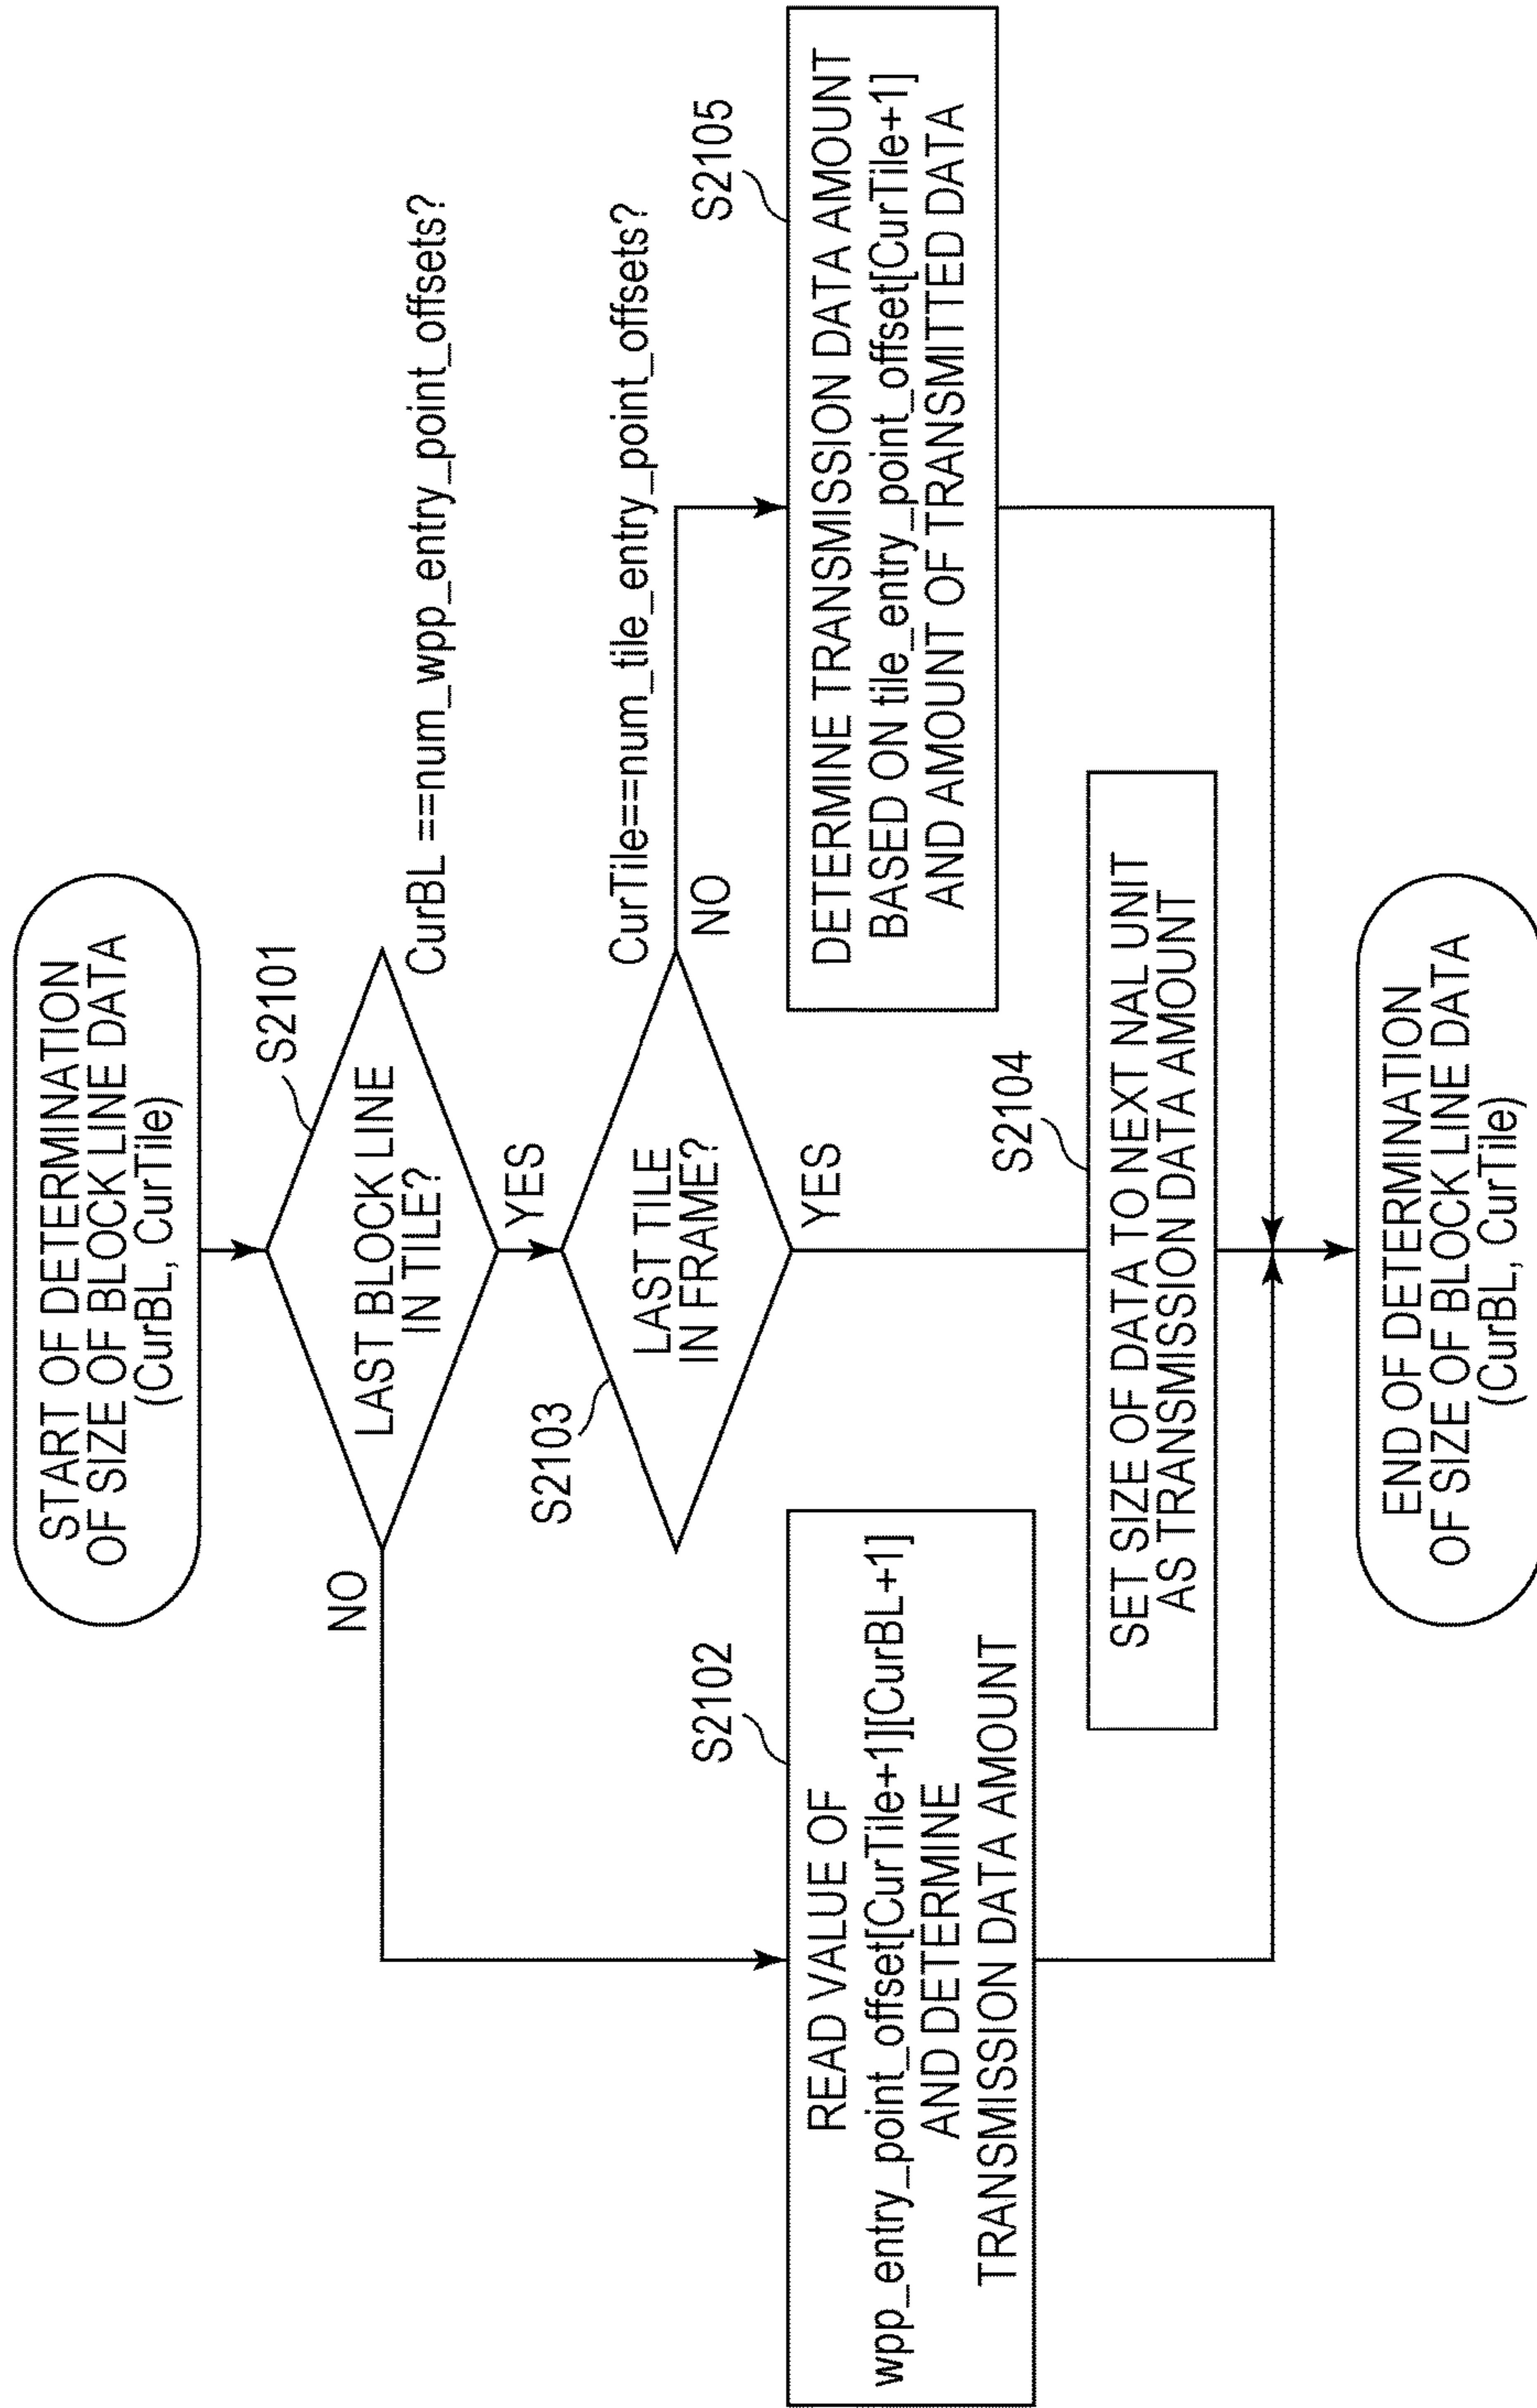 START OF DETERMINATION
OF SIZE OF BLOCK LINE DATA
(CurBL, CurTile)
S2101
LAST BLOCK LINE
IN TILE?
CurBL ==num_wpp_entry_point_offsets?
NO
YES
S2103
LAST TILE
IN FRAME?
CurTile==num_tile_entry_point_offsets?
NO
YES
S2102
READ VALUE OF
wpp_entry_point_offset[CurTile+1][CurBL+1]
AND DETERMINE
TRANSMISSION DATA AMOUNT
S2105
DETERMINE TRANSMISSION DATA AMOUNT
BASED ON tile_entry_point_offset[CurTile+1]
AND AMOUNT OF TRANSMITTED DATA
S2104
SET SIZE OF DATA TO NEXT NAL UNIT
AS TRANSMISSION DATA AMOUNT
END OF DETERMINATION
OF SIZE OF BLOCK LINE DATA
(CurBL, CurTile)